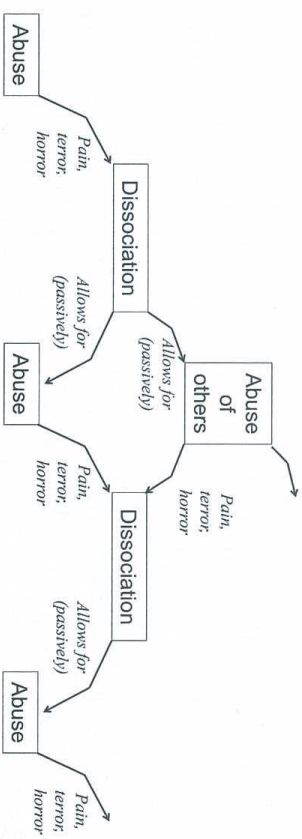 Abuse
Pain,
terror,
horror
Dissociation
Allows for
(passively)
Abuse
of
others
Pain,
terror,
horror
Allows for
(passively)
Abuse
Pain,
terror,
horror
Dissociation
Allows for
(passively)
Abuse
Pain,
terror,
horror